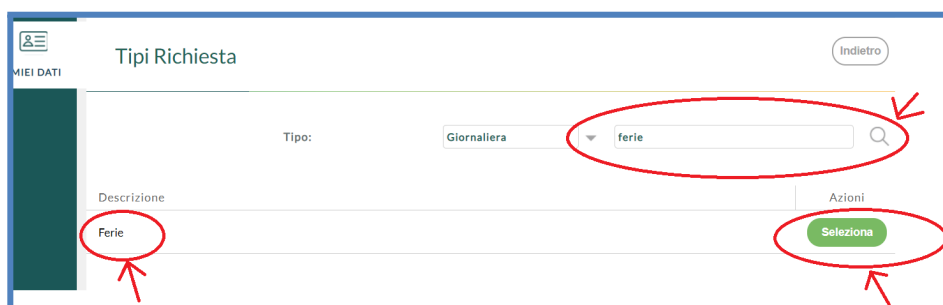 MIEI DATI
Tipi Richiesta
Indietro
Tipo:
Giornaliera
ferie
Descrizione
Azioni
Ferie
Seleziona